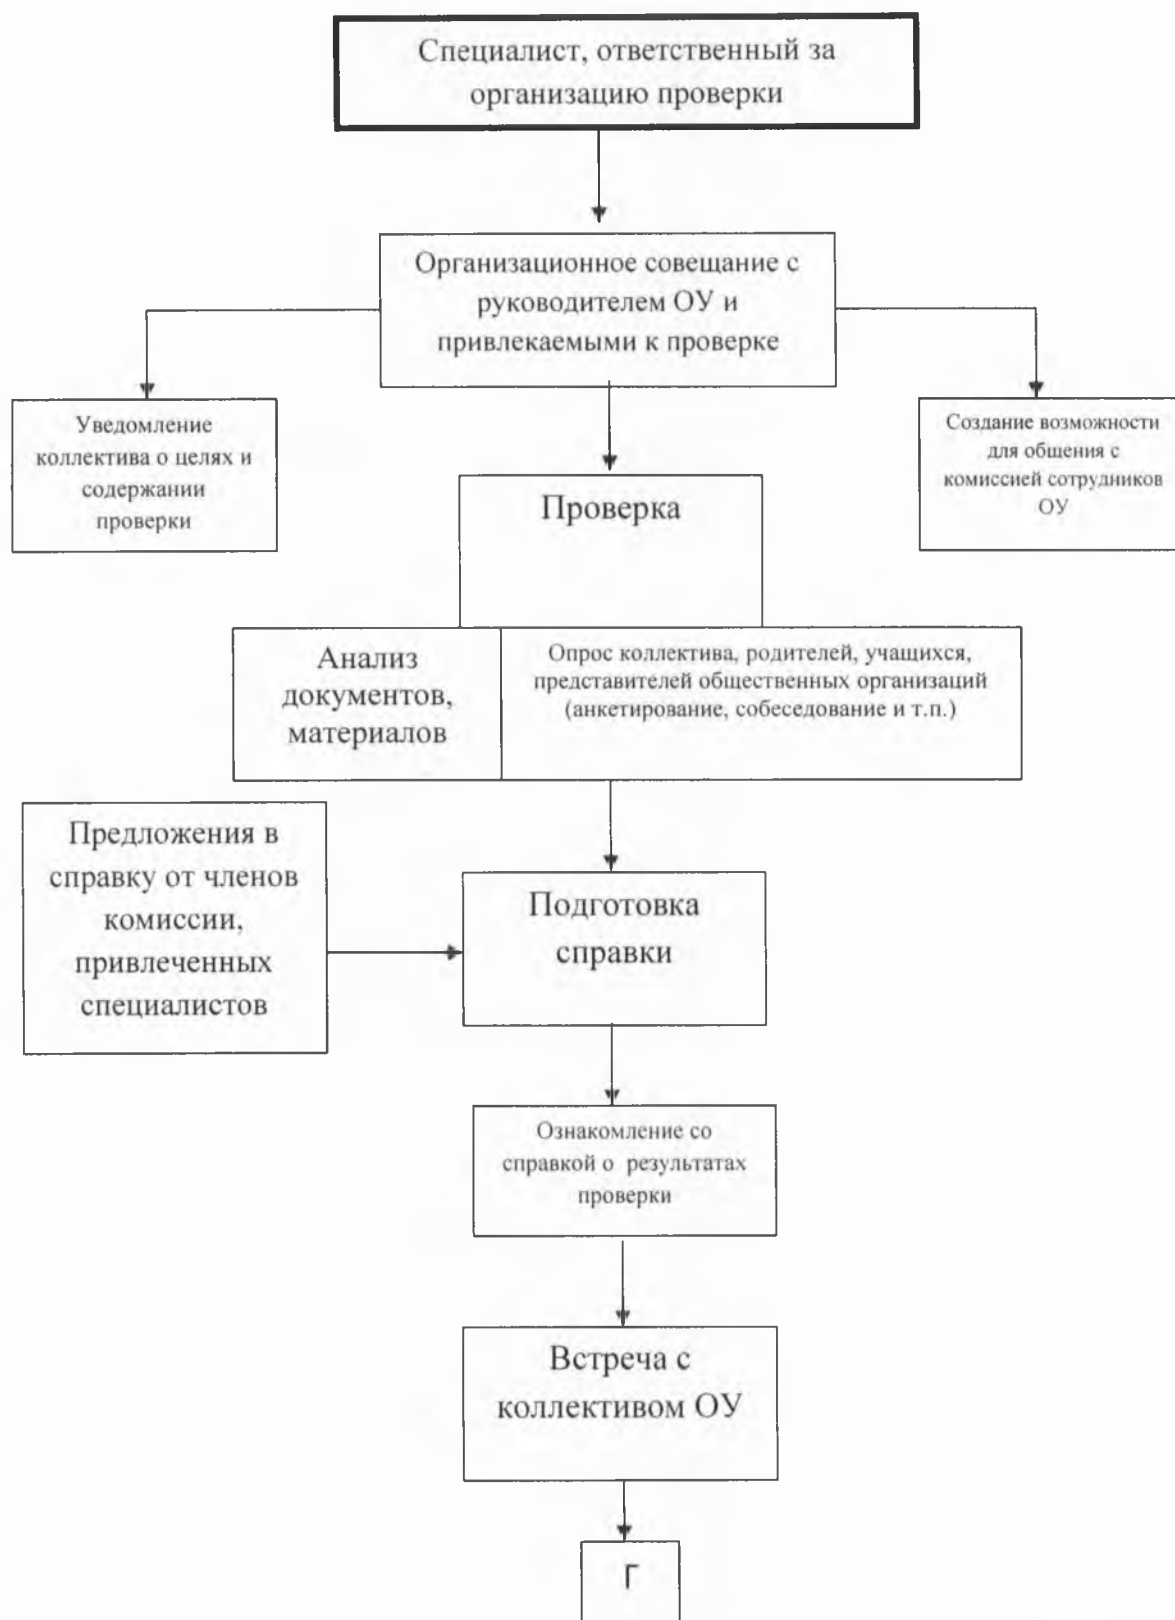 Специалист, ответственный за
организацию проверки
Организационное совещание с
руководителем ОУ и
привлекаемыми к проверке
Уведомление
коллектива о целях и
содержании
проверки
Создание возможности
для общения с
комиссией сотрудников
ОУ
Проверка
Анализ
документов,
материалов
Опрос коллектива, родителей, учащихся,
представителей общественных организаций
(анкетирование, собеседование и т.п.)
Предложения в
справку от членов
комиссии,
привлеченных
специалистов
Подготовка
справки
Ознакомление со
справкой о результатах
проверки
Встреча с
коллективом ОУ
Г